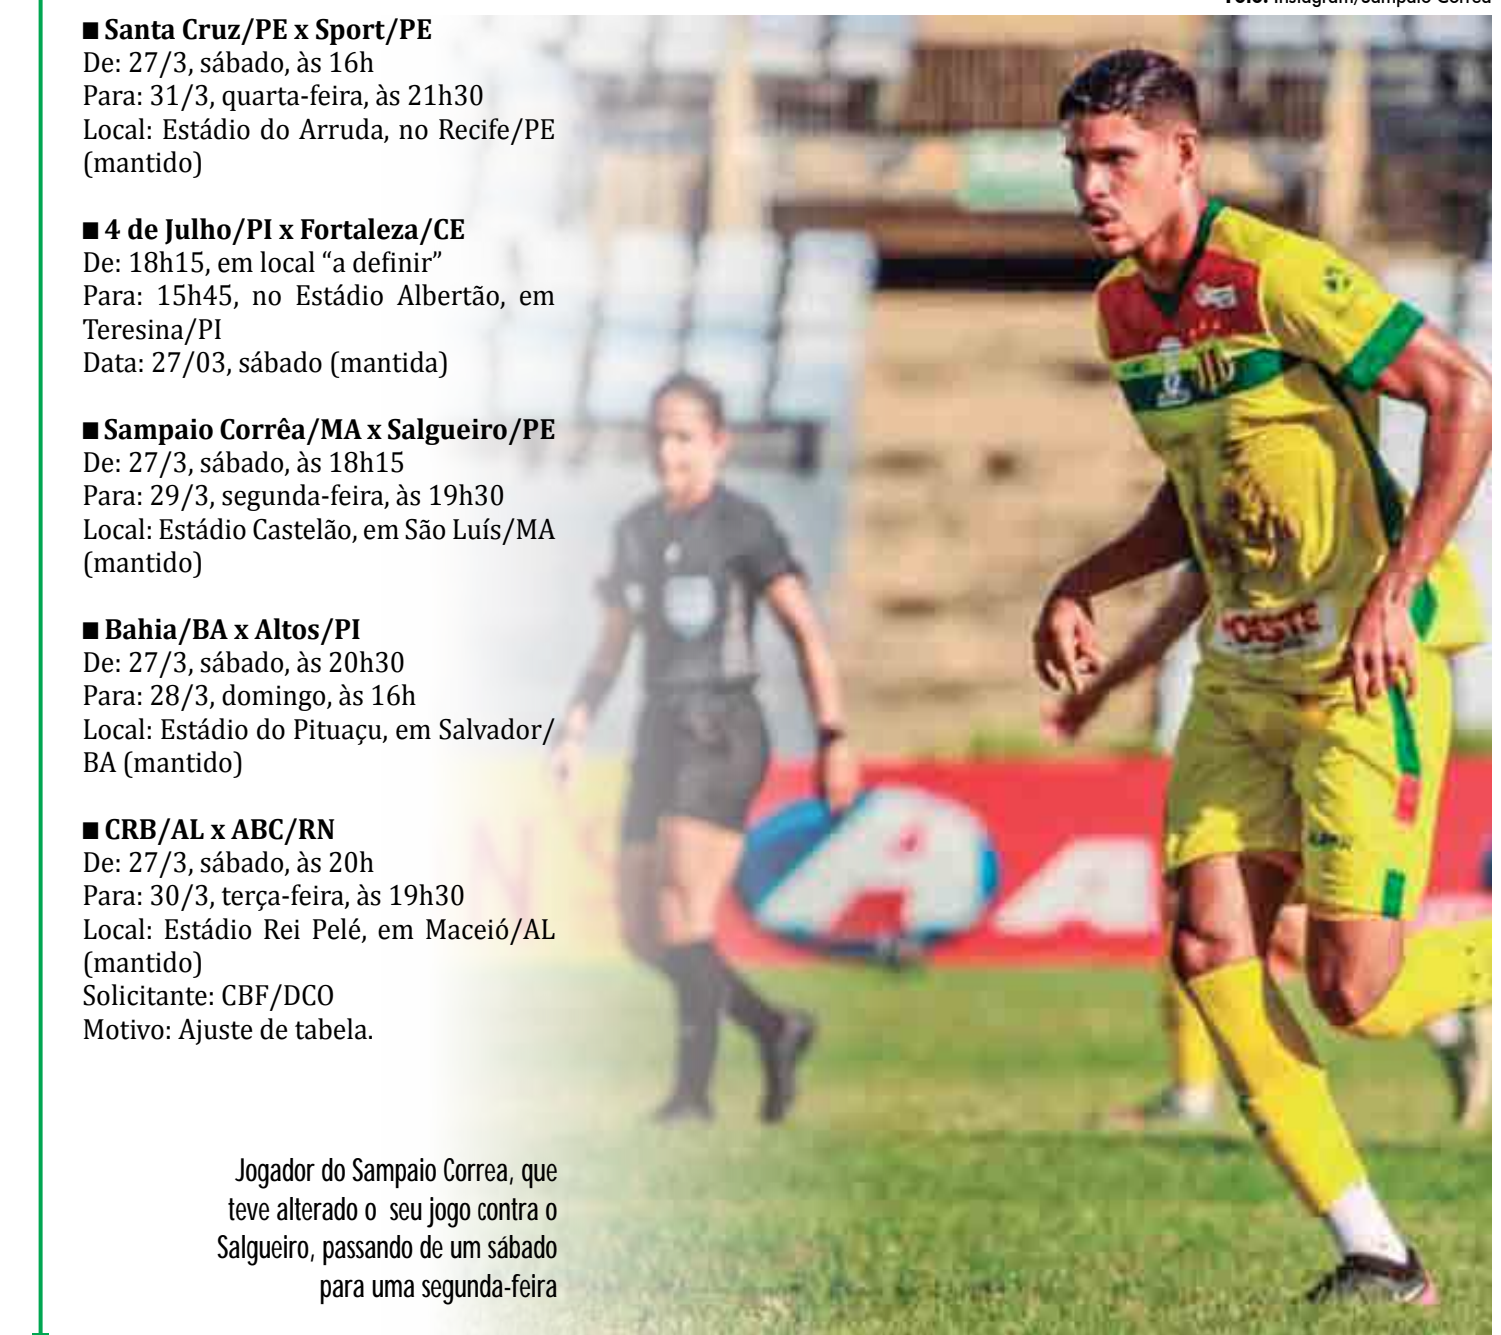 Foto: Instagram/Sampaio Correa
■ Santa Cruz/PE x Sport/PE
De: 27/3, sábado, às 16h
Para: 31/3, quarta-feira, às 21h30
Local: Estádio do Arruda, no Recife/PE
(mantido)
■ 4 de Julho/PI x Fortaleza/CE
De: 18h15, em local “a definir”
Para: 15h45, no Estádio Albertão, em
Teresina/PI
Data: 27/03, sábado (mantida)
■ Sampaio Corrêa/MA x Salgueiro/PE
De: 27/3, sábado, às 18h15
Para: 29/3, segunda-feira, às 19h30
Local: Estádio Castelão, em São Luís/MA
(mantido)
■ Bahia/BA x Altos/PI
De: 27/3, sábado, às 20h30
Para: 28/3, domingo, às 16h
Local: Estádio do Pituaçu, em Salvador/
BA (mantido)
■ CRB/AL x ABC/RN
De: 27/3, sábado, às 20h
Para: 30/3, terça-feira, às 19h30
Local: Estádio Rei Pelé, em Maceió/AL
(mantido)
Solicitante: CBF/DCO
Motivo: Ajuste de tabela.
Jogador do Sampaio Correa, que
teve alterado o seu jogo contra o
Salgueiro, passando de um sábado
para uma segunda-feira
OESTE